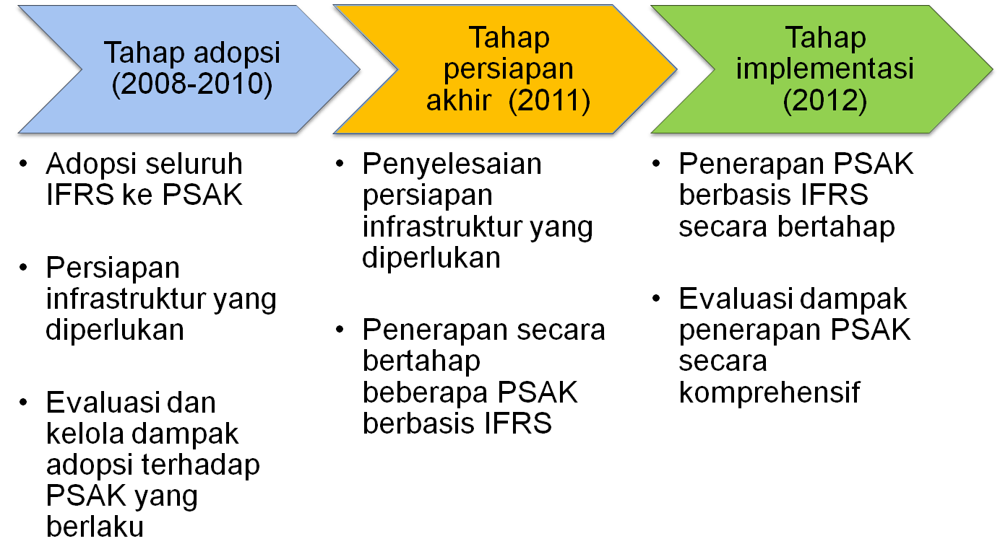 Tahap adopsi
(2008-2010)
Tahap
persiapan
akhir  (2011)
Tahap
implementasi
(2012)
• Adopsi seluruh
IFRS ke PSAK
• Persiapan
infrastruktur yang
diperlukan
• Evaluasi dan
kelola dampak
adopsi terhadap
PSAK yang
berlaku
• Penyelesaian
persiapan
infrastruktur yang
diperlukan
• Penerapan secara
bertahap
beberapa PSAK
berbasis IFRS
• Penerapan PSAK
berbasis IFRS
secara bertahap
• Evaluasi dampak
penerapan PSAK
secara
komprehensif